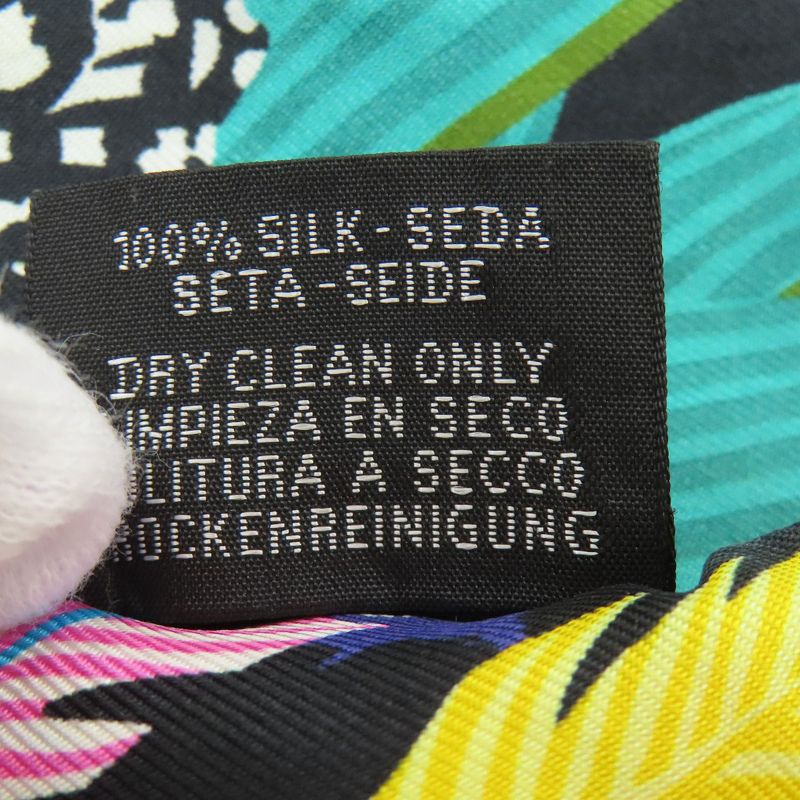 100% SILK - SEDA
SETA - SEIDE
DRY CLEAN ONLY
EN SECO
A SECCO